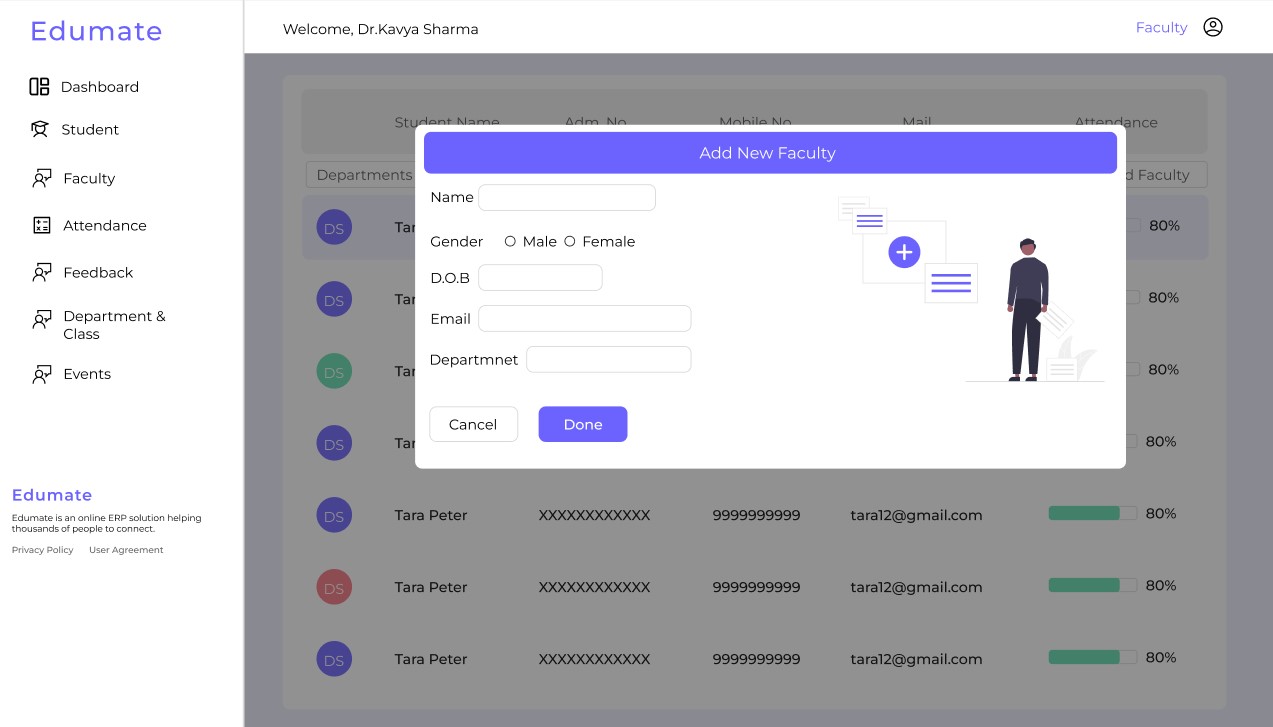 Edumate
Welcome, Dr.Kavya Sharma
Faculty
Dashboard
Student
Faculty
Attendance
Feedback
Department &
Class
Events
Edumate
Edumate is an online ERP solution helping
thousands of people to connect.
Privacy Policy User Agreement
Student Name Adm. No Mobile No Mail Attendance
Departments
d Faculty
Add New Faculty
Name
Gender Male Female
D.O.B
Email
Departmnet
Cancel Done
DS Tar 80%
DS Tar 80%
DS Tar 80%
DS Tar 80%
DS Tara Peter XXXXXXXXXXXX 9999999999 tara12@gmail.com 80%
DS Tara Peter XXXXXXXXXXXX 9999999999 tara12@gmail.com 80%
DS Tara Peter XXXXXXXXXXXX 9999999999 tara12@gmail.com 80%